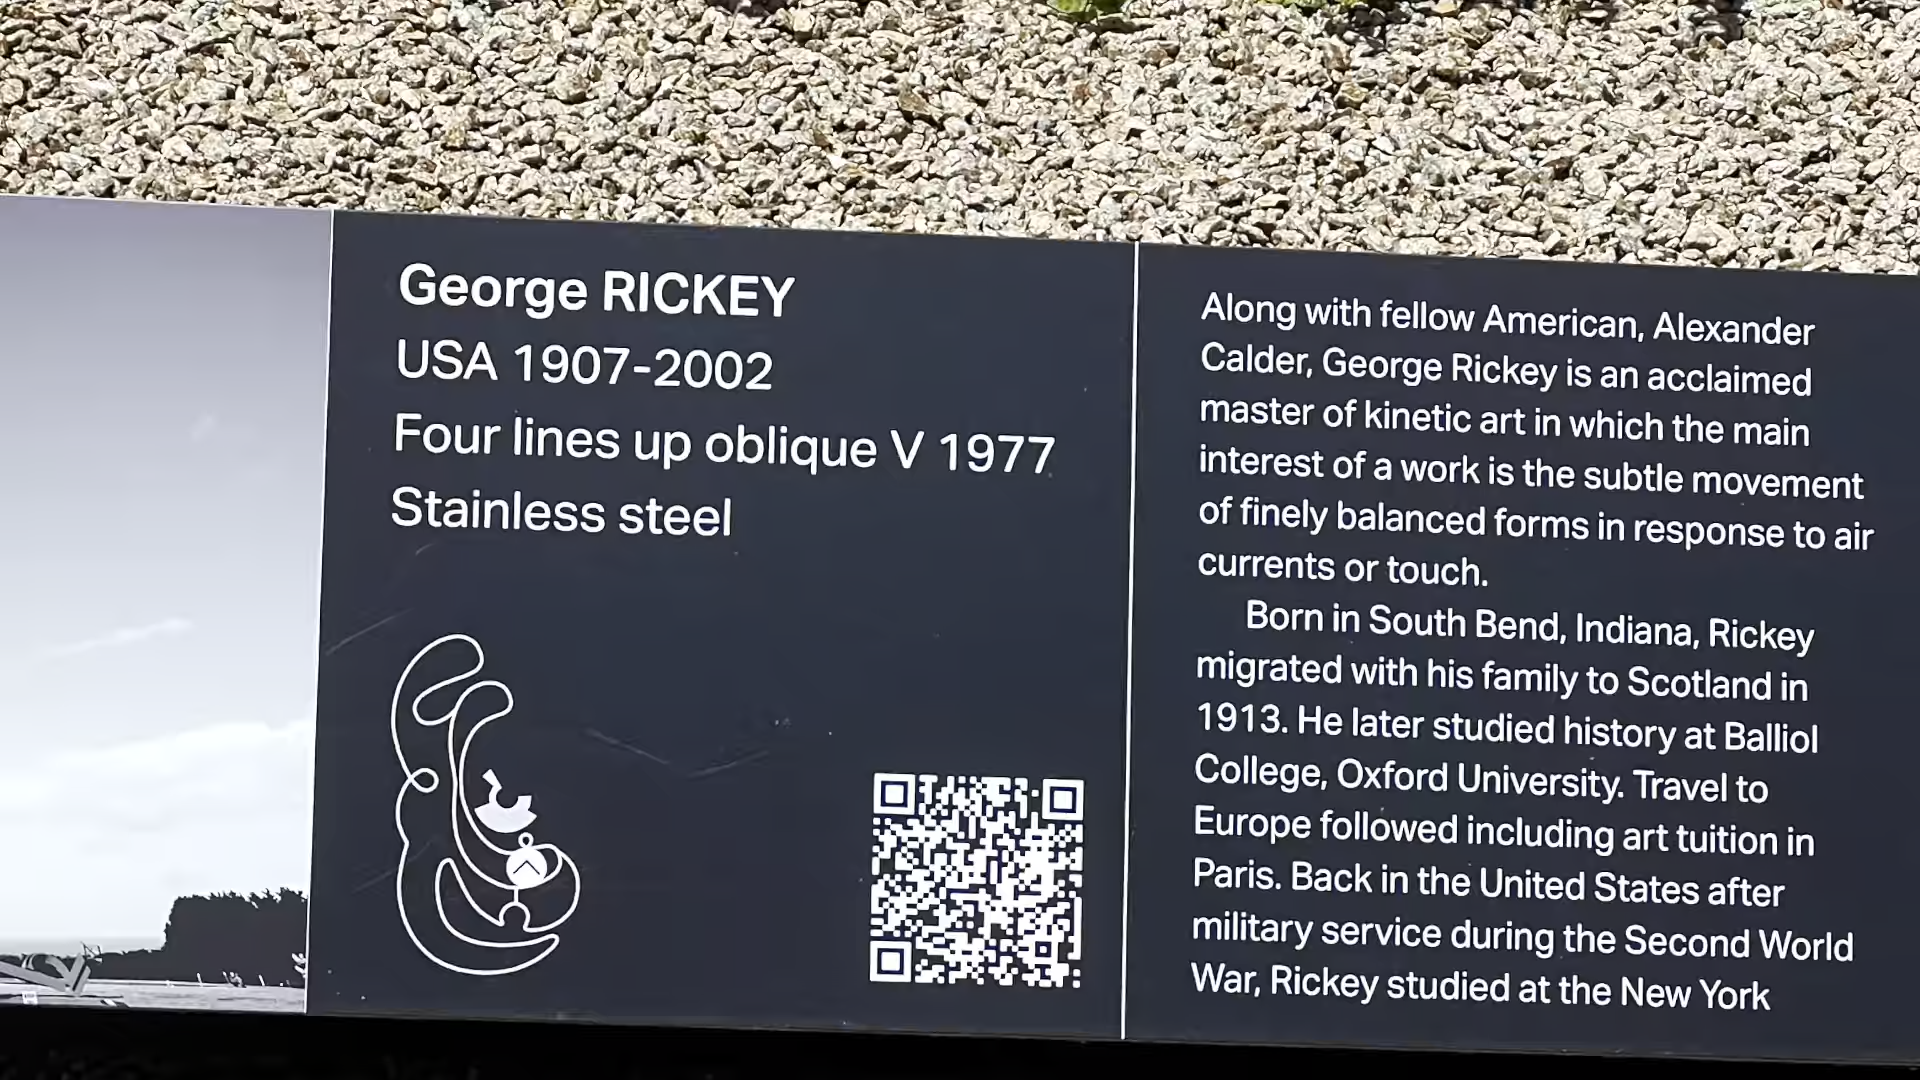 George RICKEY
USA 1907-2002
Four lines up oblique V 1977
Stainless steel
Along with fellow American, Alexander
Calder, George Rickey is an acclaimed
master of kinetic art in which the main
interest of a work is the subtle movement
of finely balanced forms in response to air
currents or touch.
Born in South Bend, Indiana, Rickey
migrated with his family to Scotland in
1913. He later studied history at Balliol
College, Oxford University. Travel to
Europe followed including art tuition in
Paris. Back in the United States after
military service during the Second World
War, Rickey studied at the New York